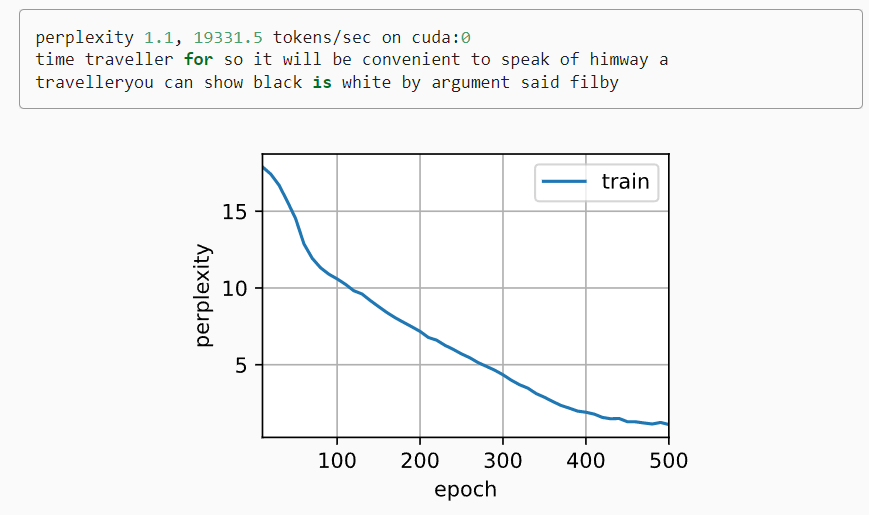 perplexity 1.1, 19331.5 tokens/sec on cuda:0
time traveller for so it will be convenient to speak of himway a
travelleryou can show black is white by argument said filby
train
15
10
5
perplexity
100 200 300 400 500
epoch